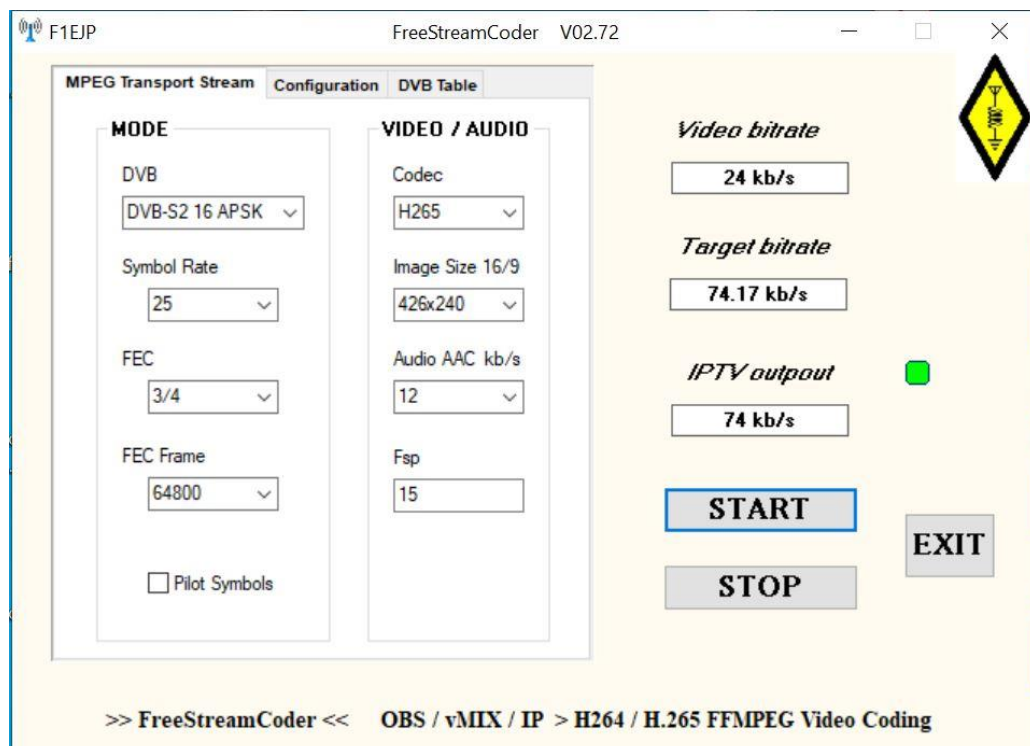 F1EJP FreeStreamCoder V02.72
MPEG Transport Stream Configuration DVB Table
MODE
DVB
DVB-S2 16 APSK
Symbol Rate
25
FEC
3/4
FEC Frame
64800
Pilot Symbols
VIDEO / AUDIO
Codec
H265
Image Size 16/9
426x240
Audio AAC kb/s
12
Fsp
15
Video bitrate
24 kb/s
Target bitrate
74.17 kb/s
IPTV outpout
74 kb/s
START
STOP
EXIT
>> FreeStreamCoder << OBS / vMIX / IP > H264 / H.265 FFMPEG Video Coding